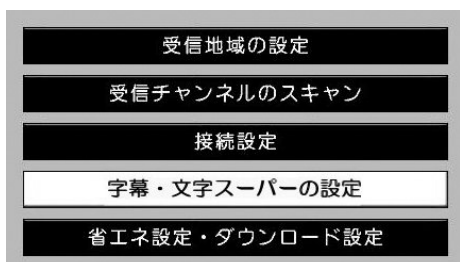 受信地域の設定
受信チャンネルのスキャン
接続設定
字幕・文字スーパーの設定
省エネ設定・ダウンロード設定